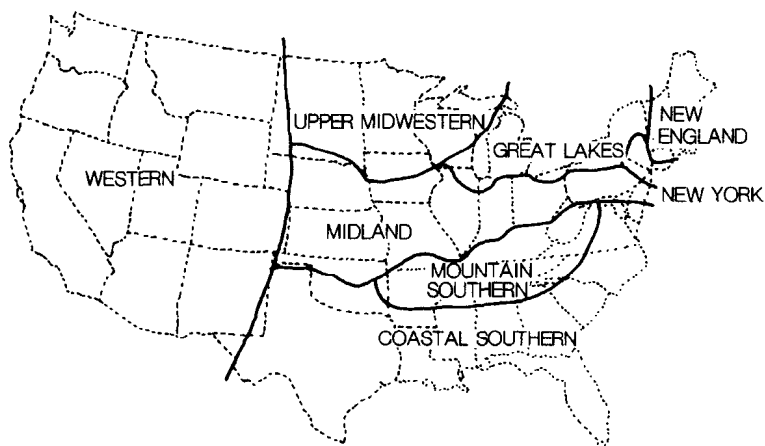 NEW
ENGLAND
UPPER MIDWESTERN
GREAT LAKES
WESTERN
NEW YORK
MIDLAND
MOUNTAIN
SOUTHERN
COASTAL SOUTHERN